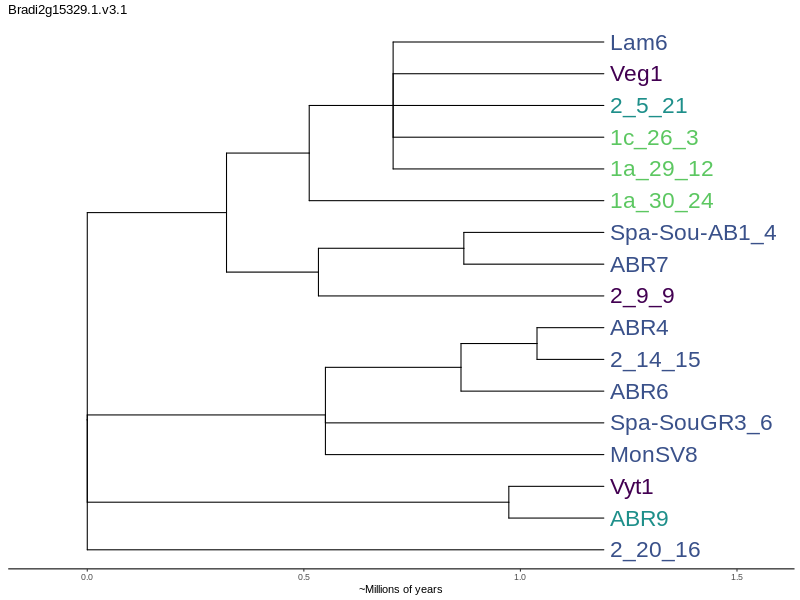 Bradi2g15329.1.v3.1
Lam6
Veg1
2_5_21
1c_26_3
1a_29_12
1a_30_24
Spa-Sou-AB1_4
ABR7
2_9_9
ABR4
2_14_15
ABR6
Spa-SouGR3_6
MonSV8
Vyt1
ABR9
2_20_16
0.0 0.5 1.0 1.5
~Millions of years